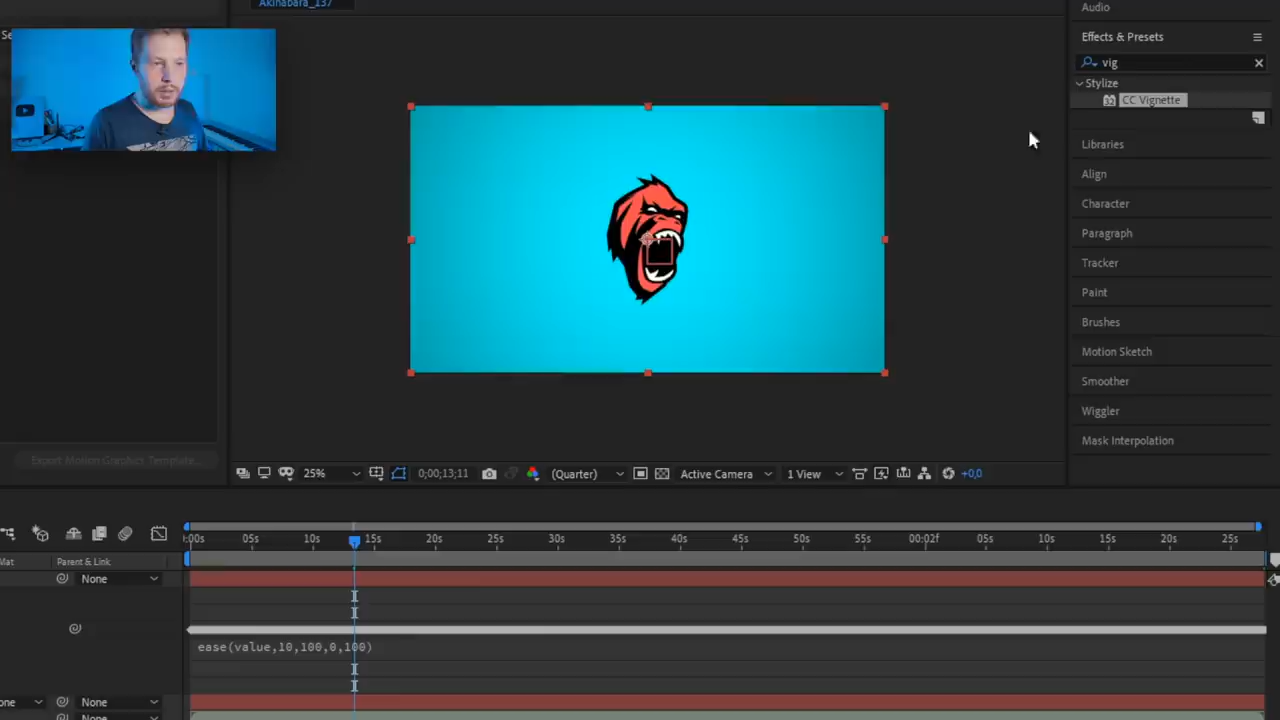 Akinabara_137
Audio
Effects & Presets
vig
Stylize
CC Vignette
Libraries
Align
Character
Paragraph
Tracker
Paint
Brushes
Motion Sketch
Smoother
Wiggler
Mask Interpolation
Se
Export Motion Graphics Template...
25%
0;00;13;11
(Quarter)
Active Camera
1 View
+0,0
:00s 05s 10s 15s 20s 25s 30s 35s 40s 45s 50s 55s 00:02f 05s 10s 15s 20s 25s
Mat Parent & Link
None
ease(value,10,100,0,100)
one None
None